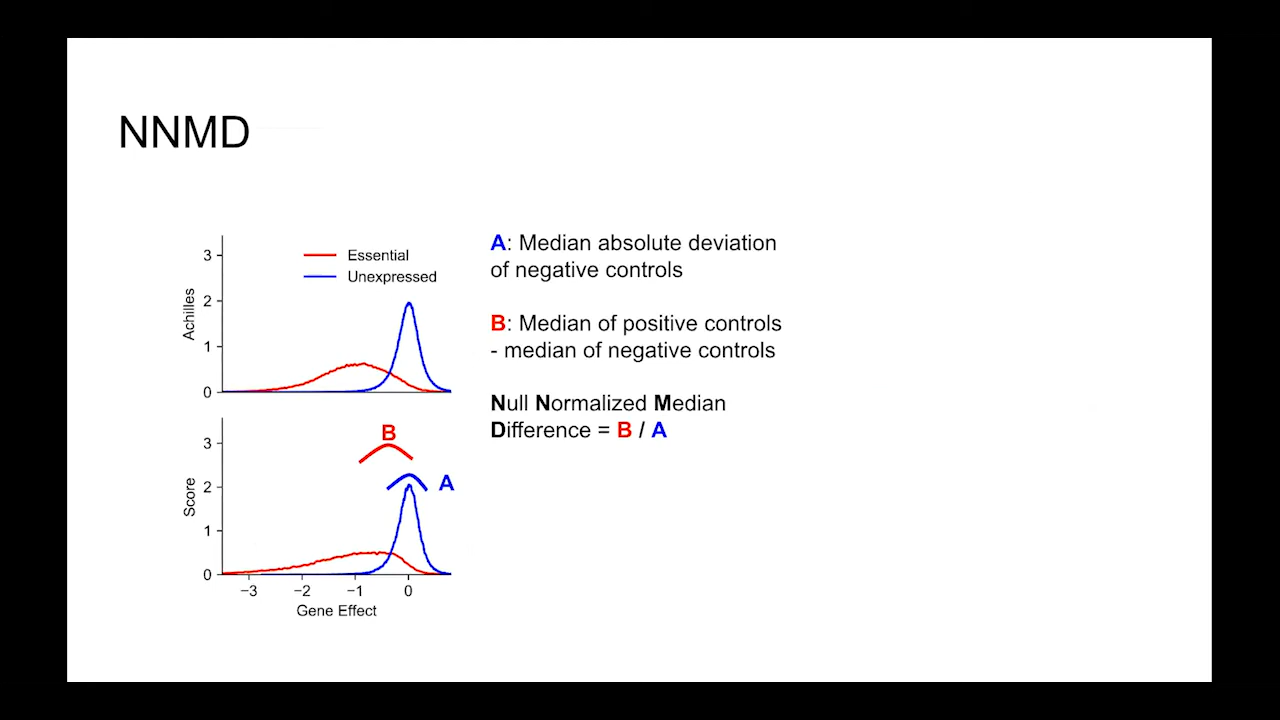 NNMD
3
2
1
0
Achilles
Essential
Unexpressed
3
2
1
0
Score
B
A
−3 −2 −1 0
Gene Effect
A: Median absolute deviation
of negative controls
B: Median of positive controls
- median of negative controls
Null Normalized Median
Difference = B / A